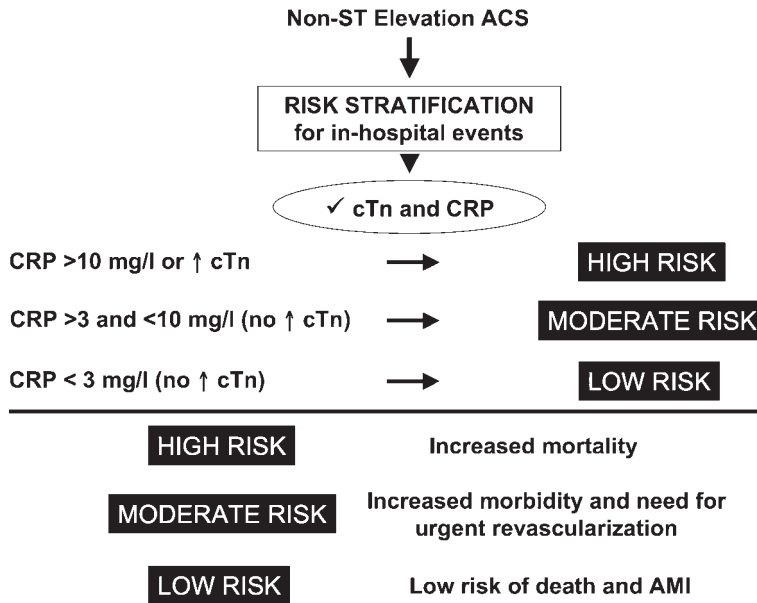 Non-ST Elevation ACS
RISK STRATIFICATION
for in-hospital events
✓ cTn and CRP
CRP >10 mg/l or ↑ cTn HIGH RISK
CRP >3 and <10 mg/l (no ↑ cTn) MODERATE RISK
CRP < 3 mg/l (no ↑ cTn) LOW RISK
HIGH RISK Increased mortality
MODERATE RISK Increased morbidity and need for
urgent revascularization
LOW RISK Low risk of death and AMI